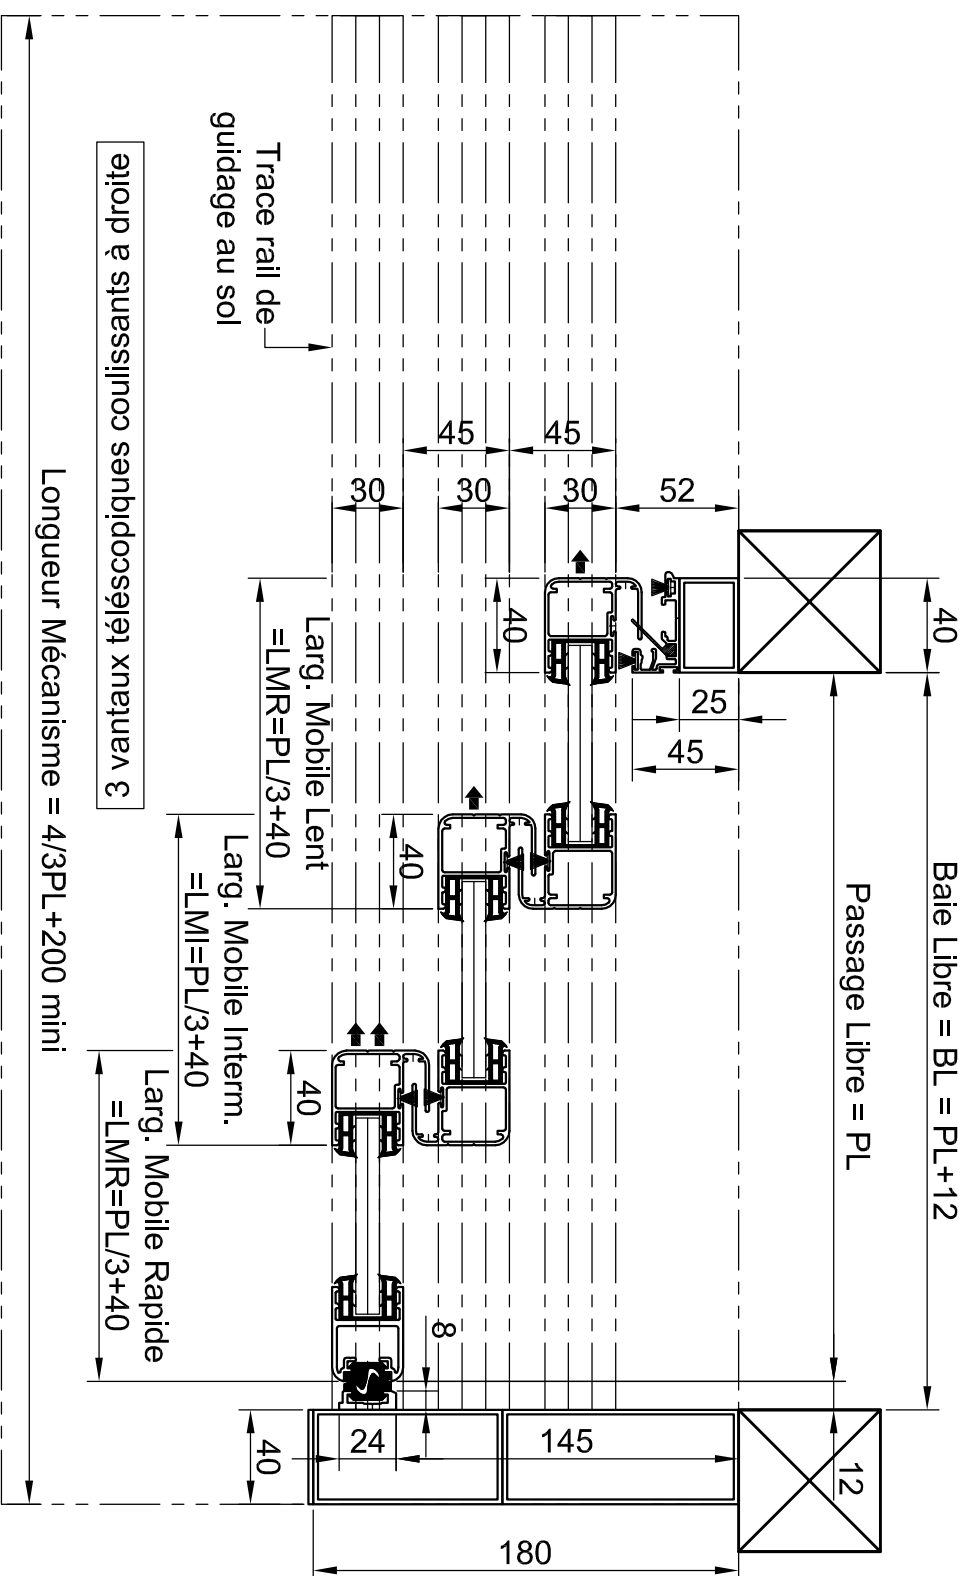 Baie Libre = BL = PL+12
Passage Libre = PL
40
12
25
45
52
30
30
30
45
45
40
40
40
8
24
145
40
180
Larg. Mobile Lent
=LMR=PL/3+40
Larg. Mobile Interm.
=LMI=PL/3+40
Larg. Mobile Rapide
=LMR=PL/3+40
Trace rail de
guidage au sol
3 vantaux téléscopiqnes coulissants à droite
Longueur Mécanisme = 4/3PL+200 mini